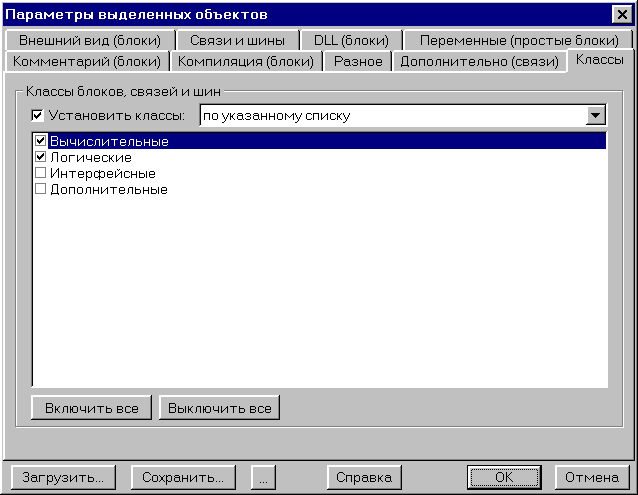 Параметры выделенных объектов
Внешний вид (блоки) Связи и шины DLL (блоки) Переменные (простые блоки)
Комментарий (блоки) Компиляция (блоки) Разное Дополнительно (связи) Классы
Классы блоков, связей и шин
Установить классы: по указанному списку
Вычислительные
Логические
Интерфейсные
Дополнительные
Включить все Выключить все
Загрузить... Сохранить... ... Справка OK Отмена